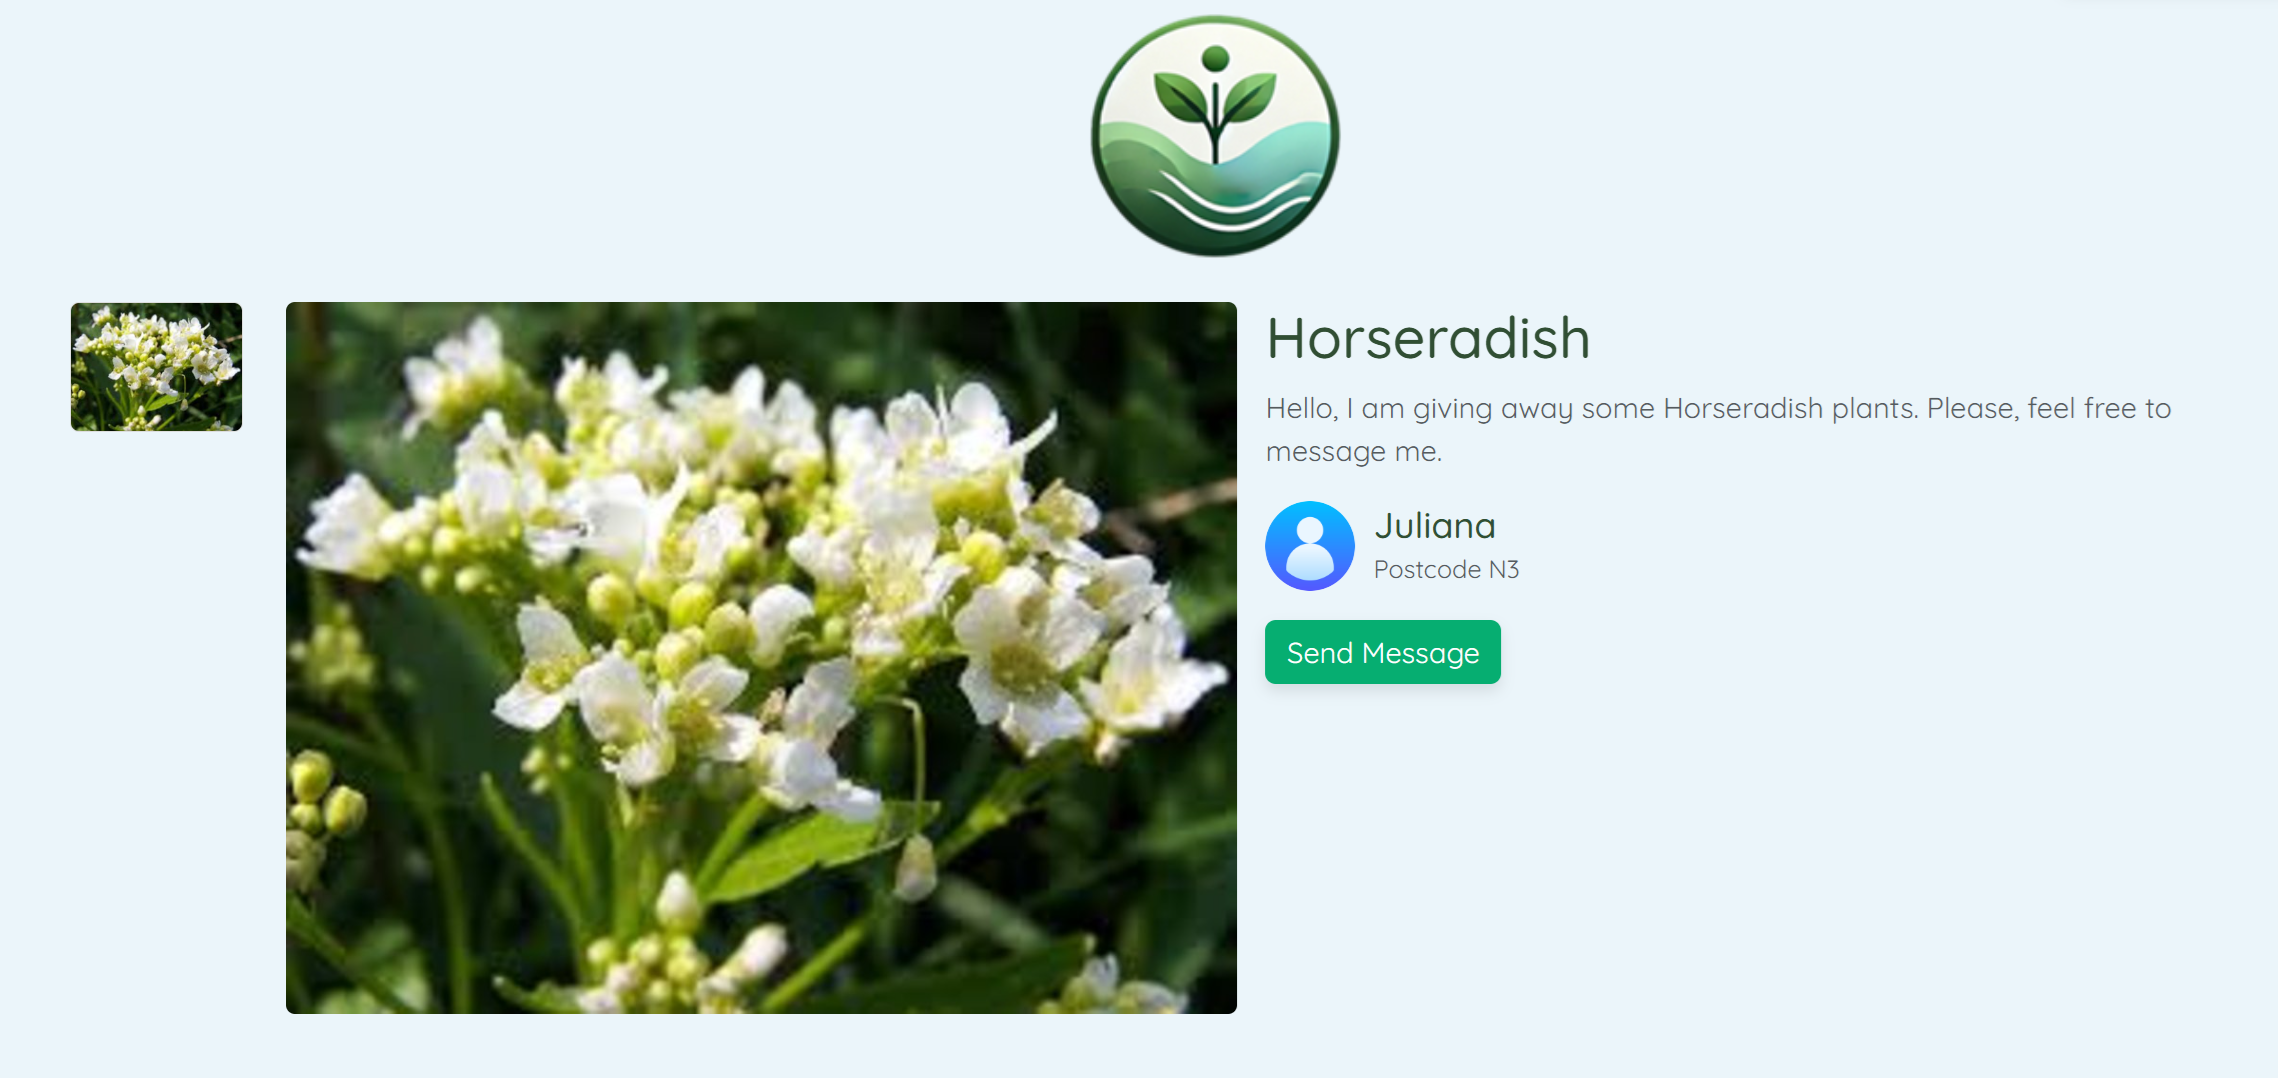 Horseradish
Hello, I am giving away some Horseradish plants. Please, feel free to
message me.
Juliana
Postcode N3
Send Message